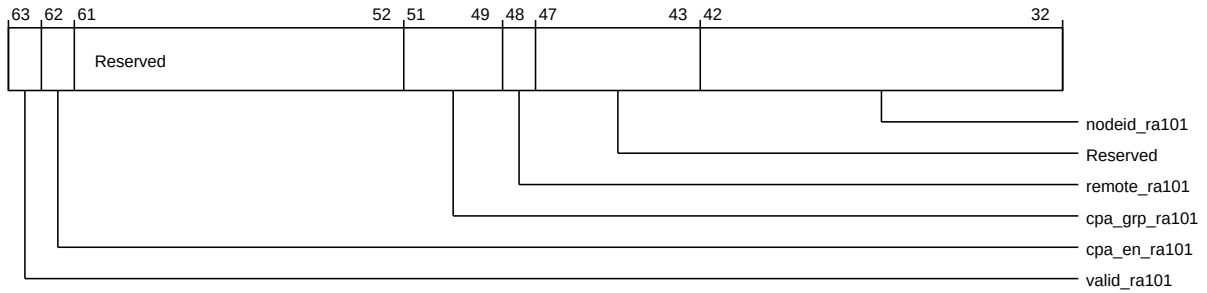 63 62 61 52 51 49 48 47 43 42 32
Reserved
nodeid_ra101
Reserved
remote_ra101
cpa_grp_ra101
cpa_en_ra101
valid_ra101